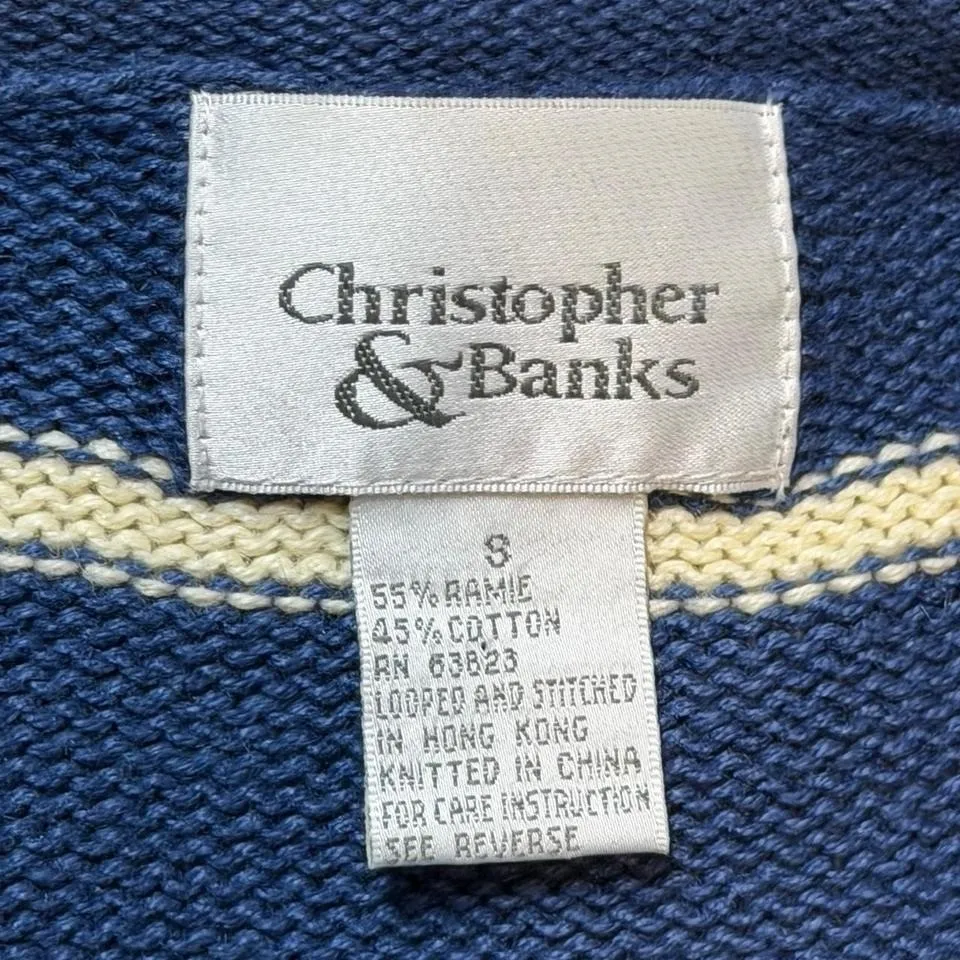 Christopher
& Banks
S
55% RAMIE
45% COTTON
RN 63823
LOOPED AND STITCHED
IN HONG KONG
KNITTED IN CHINA
FOR CARE INSTRUCTION
SEE REVERSE